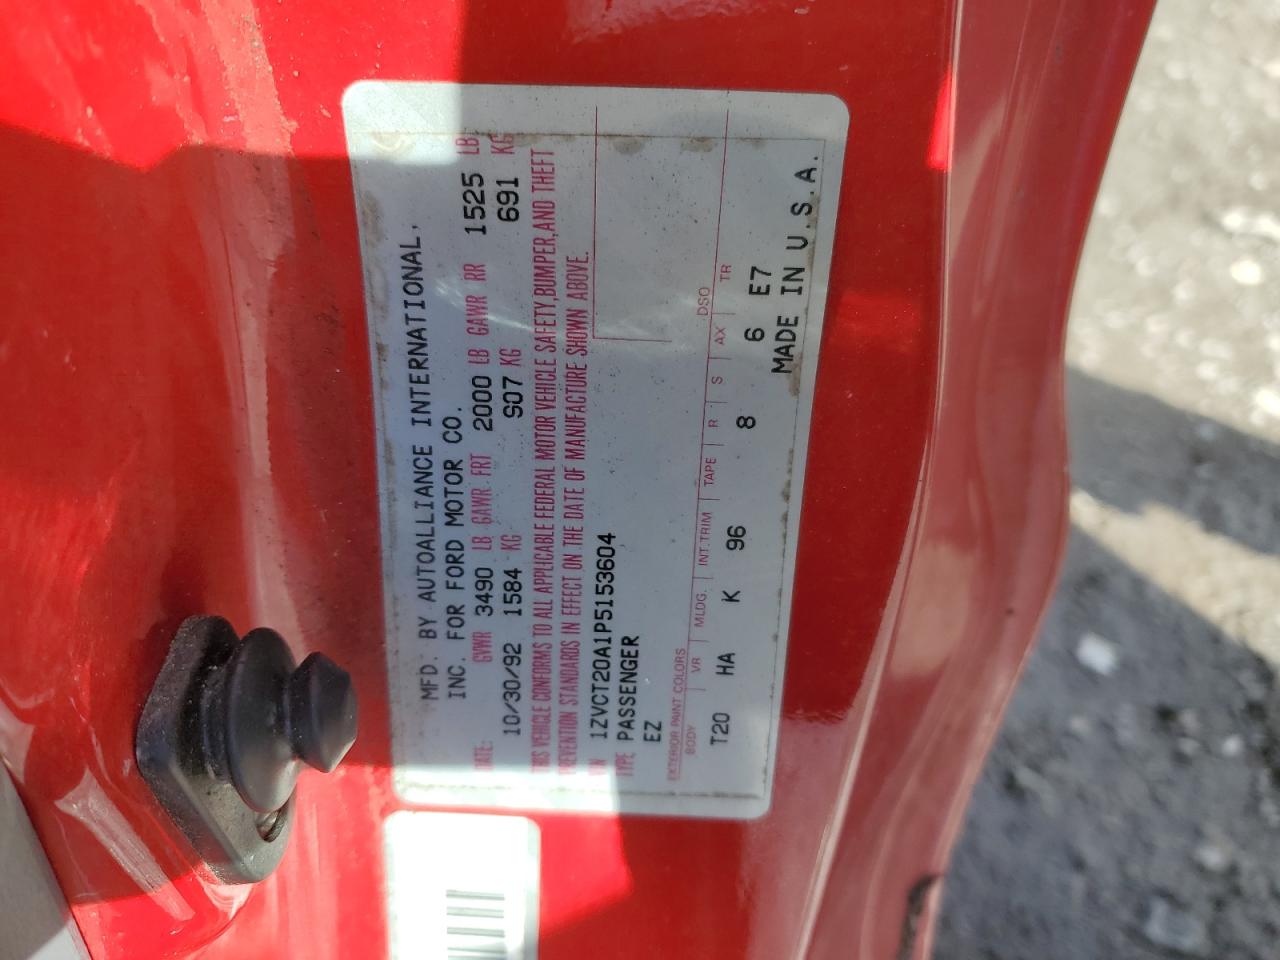 MFD. BY AUTOALLIANCE INTERNATIONAL,
INC. FOR FORD MOTOR CO.
DATE: GVWR 3490 LB GAWR FRT 2000 LB GAWR RR 1525 LB
10/30/92 1584 KG 907 KG 691 KG
THIS VEHICLE CONFORMS TO ALL APPLICABLE FEDERAL MOTOR VEHICLE SAFETY, BUMPER, AND THEFT
PREVENTION STANDARDS IN EFFECT ON THE DATE OF MANUFACTURE SHOWN ABOVE.
VIN 1ZVCT20A1P5153604
TYPE PASSENGER
EZ
EXTERIOR PAINT COLORS DSO
BODY VR MLDG. INT.TRIM TAPE R S AX TR
T20 HA K 96 8 6 E7
MADE IN U.S.A.